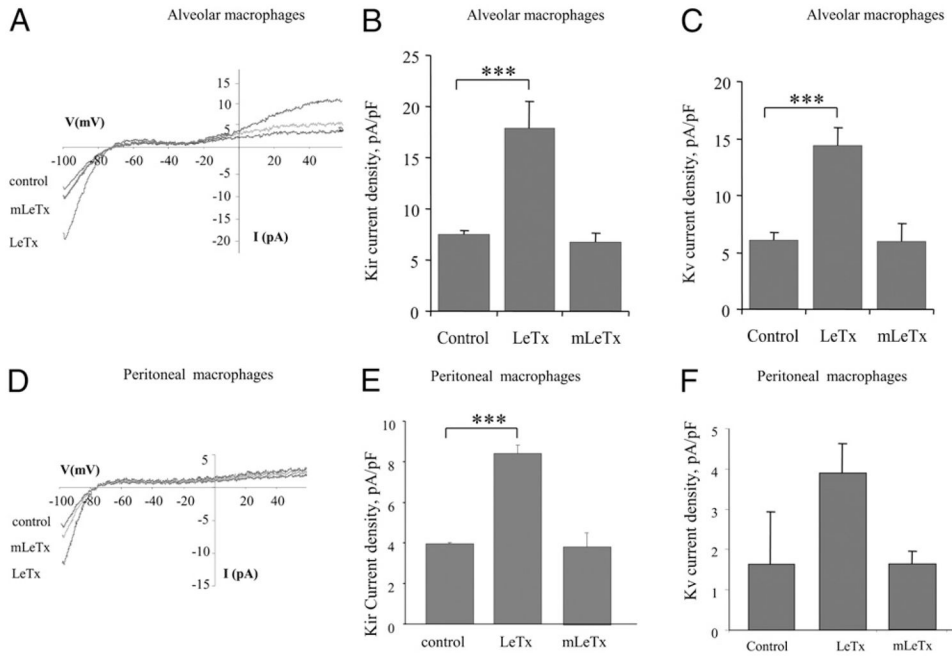 A
Alveolar macrophages
V(mV)
15
10
5
-100 -80 -60 -40 -20 0 20 40
-5
-10
-15
-20
control
mLeTx
LeTx
I (pA)
B
Alveolar macrophages
Kir current density, pA/pF
25
20
15
10
5
0
***
Control LeTx mLeTx
C
Alveolar macrophages
Kv current density, pA/pF
20
15
10
5
0
***
Control LeTx mLeTx
D
Peritoneal macrophages
V(mV)
5
-100 -80 -60 -40 -20 0 20 40
-5
-10
-15
control
mLeTx
LeTx
I (pA)
E
Peritoneal macrophages
Kir Current density, pA/pF
10
8
6
4
2
0
***
control LeTx mLeTx
F
Peritoneal macrophages
Kv current density, pA/pF
5
4
3
2
1
0
Control LeTx mLeTx